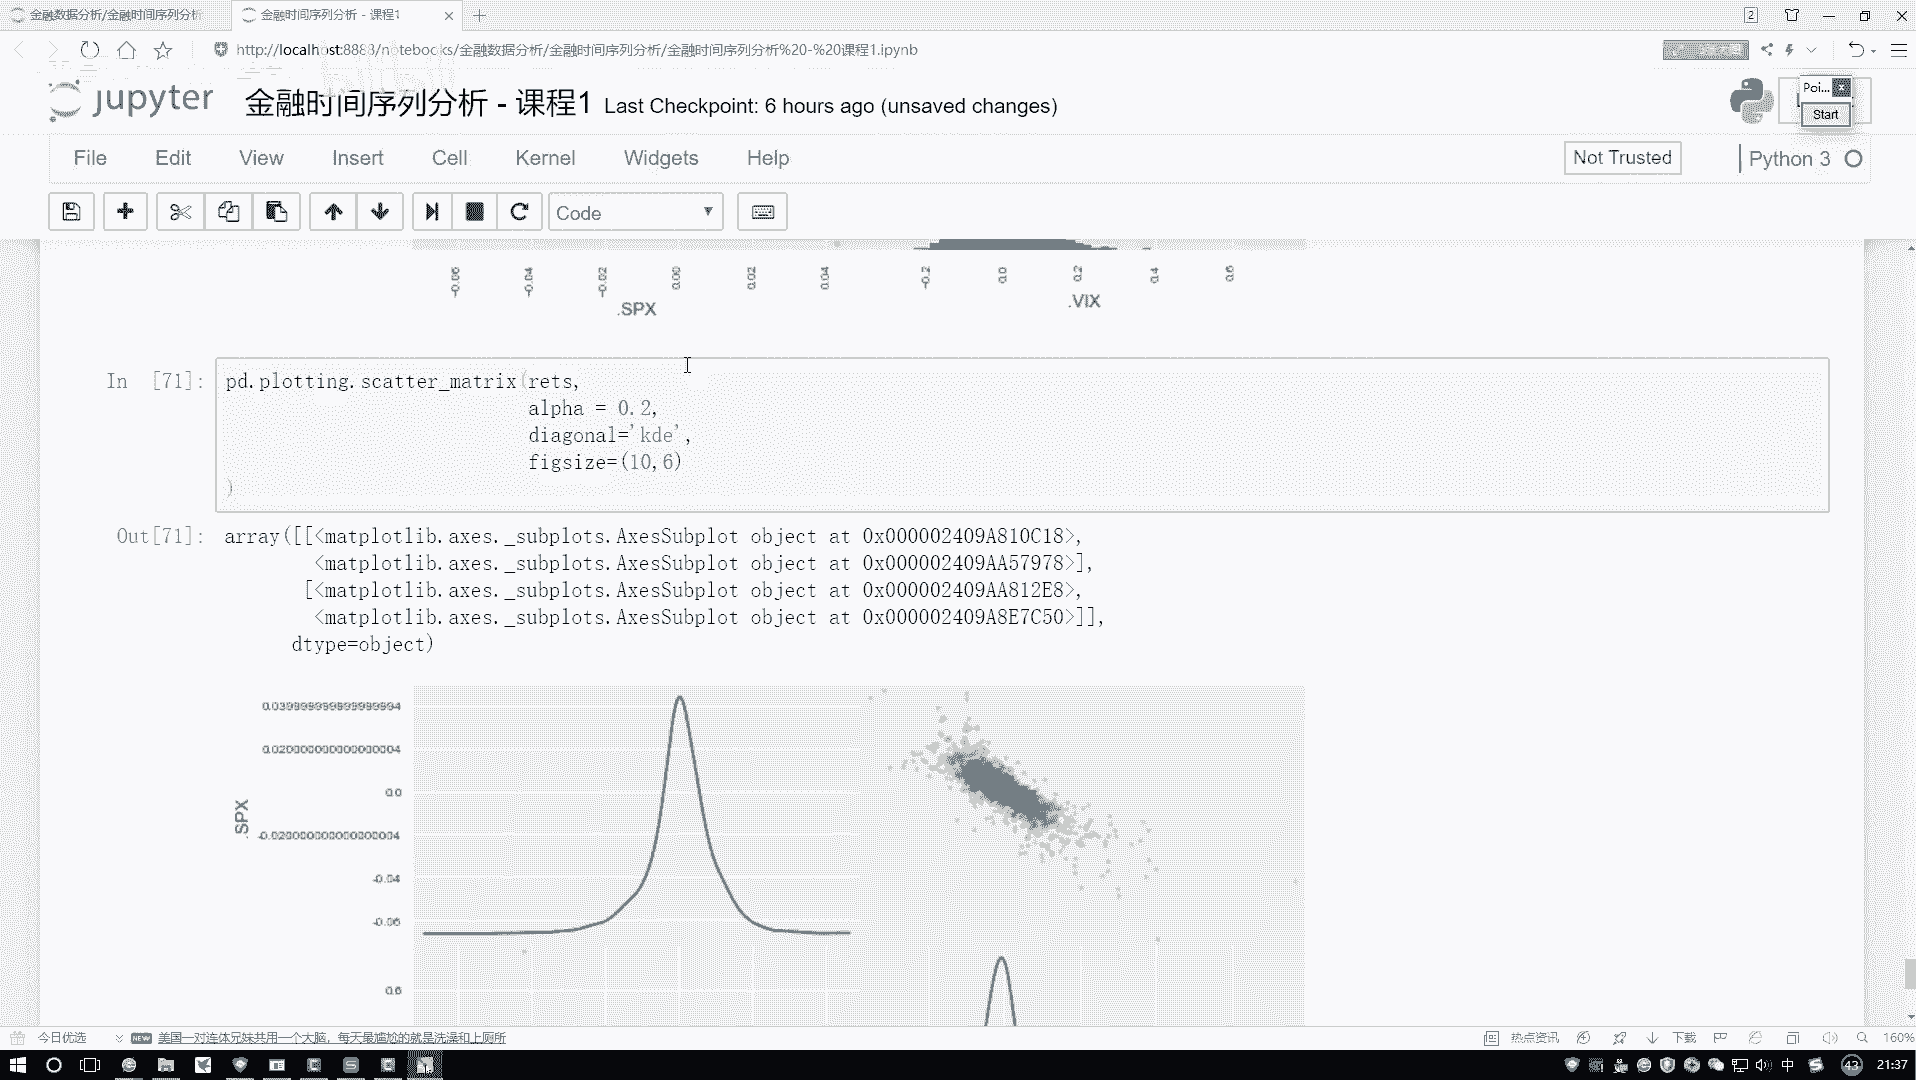 金融数据分析/金融时间序列分析
金融时间序列分析 - 课程1
2
http://localhost:8888/notebooks/金融数据分析/金融时间序列分析/金融时间序列分析%20-%20课程1.ipynb
jupyter
金融时间序列分析 - 课程1 Last Checkpoint: 6 hours ago (unsaved changes)
Poi...
Start
File Edit View Insert Cell Kernel Widgets Help
Not Trusted
Python 3
Code
-0.06 -0.04 -0.02 0.00 0.02 0.04
-0.2 0.0 0.2 0.4 0.6
.SPX
.VIX
In [71]:
pd.plotting.scatter_matrix(rets,
alpha = 0.2,
diagonal='kde',
figsize=(10,6)
)
Out[71]:
array([[<matplotlib.axes._subplots.AxesSubplot object at 0x000002409A810C18>,
<matplotlib.axes._subplots.AxesSubplot object at 0x000002409AA57978>],
[<matplotlib.axes._subplots.AxesSubplot object at 0x000002409AA812E8>,
<matplotlib.axes._subplots.AxesSubplot object at 0x000002409A8E7C50>]],
dtype=object)
0.039999999999999994
0.020000000000000004
0.0
.SPX
-0.020000000000000004
-0.04
-0.06
0.6
今日优选
NEW 美国一对连体兄妹共用一个大脑，每天最尴尬的就是洗澡和上厕所
热点资讯
下载
160%
中
43
21:37